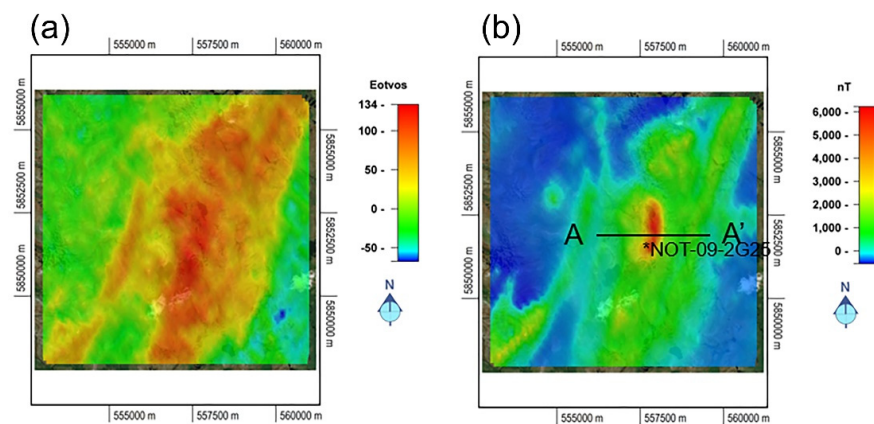 (a)
(b)
555000 m
557500 m
560000 m
5855000 m
5852500 m
5850000 m
5855000 m
5852500 m
5850000 m
555000 m
557500 m
560000 m
Eotvos
134 -
100 -
50 -
0 -
-50 -
N
555000 m
557500 m
560000 m
5855000 m
5852500 m
5850000 m
A
A'
*NOT-09-2G25
5855000 m
5852500 m
5850000 m
555000 m
557500 m
560000 m
nT
6,000 -
5,000 -
4,000 -
3,000 -
2,000 -
1,000 -
0 -
N